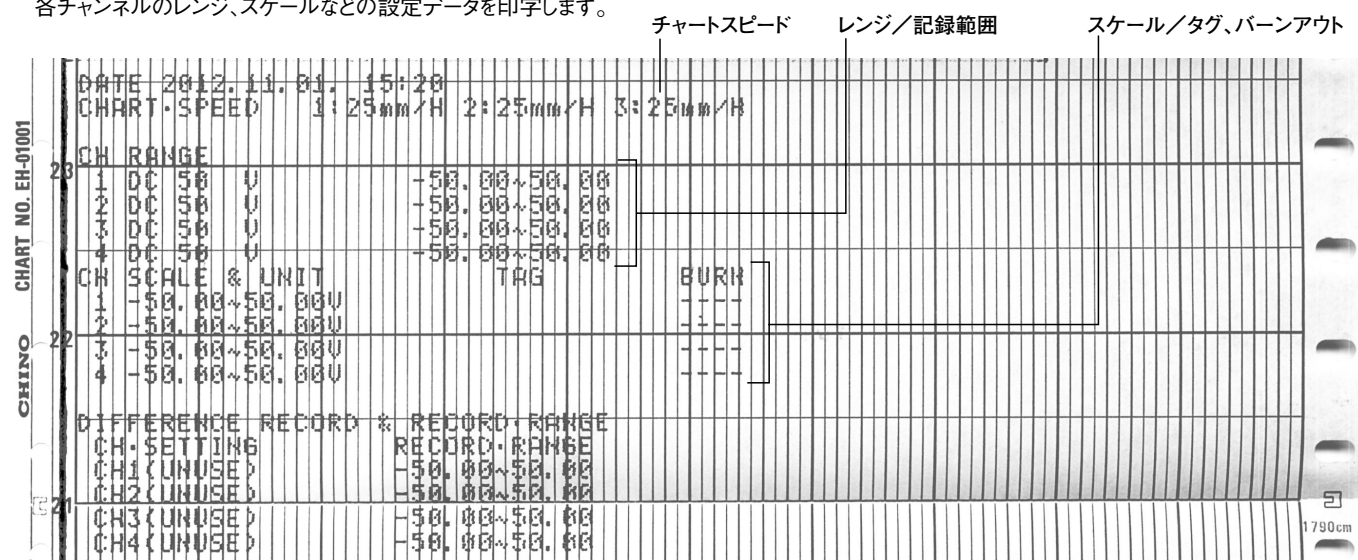 各チャンネルのレンジ、スケールなどの設定データを印字します。
チャートスピード
レンジ／記録範囲
スケール／タグ、バーンアウト
DATE 2012.11.01. 15:20
CHART・SPEED 1:25mm/H 2:25mm/H 3:25mm/H
CH RANGE
23
1 DC 50 V -50.00~50.00
2 DC 50 V -50.00~50.00
3 DC 50 V -50.00~50.00
4 DC 50 V -50.00~50.00
CH SCALE & UNIT TAG BURN
1 -50.00~50.00V ----
2 -50.00~50.00V ----
22
3 -50.00~50.00V ----
4 -50.00~50.00V ----
DIFFERENCE RECORD & RECORD・RANGE
CH・SETTING RECORD・RANGE
CH1(UNUSE) -50.00~50.00
CH2(UNUSE) -50.00~50.00
21
CH3(UNUSE) -50.00~50.00
CH4(UNUSE) -50.00~50.00
CHINO CHART NO. EH-01001
1790cm